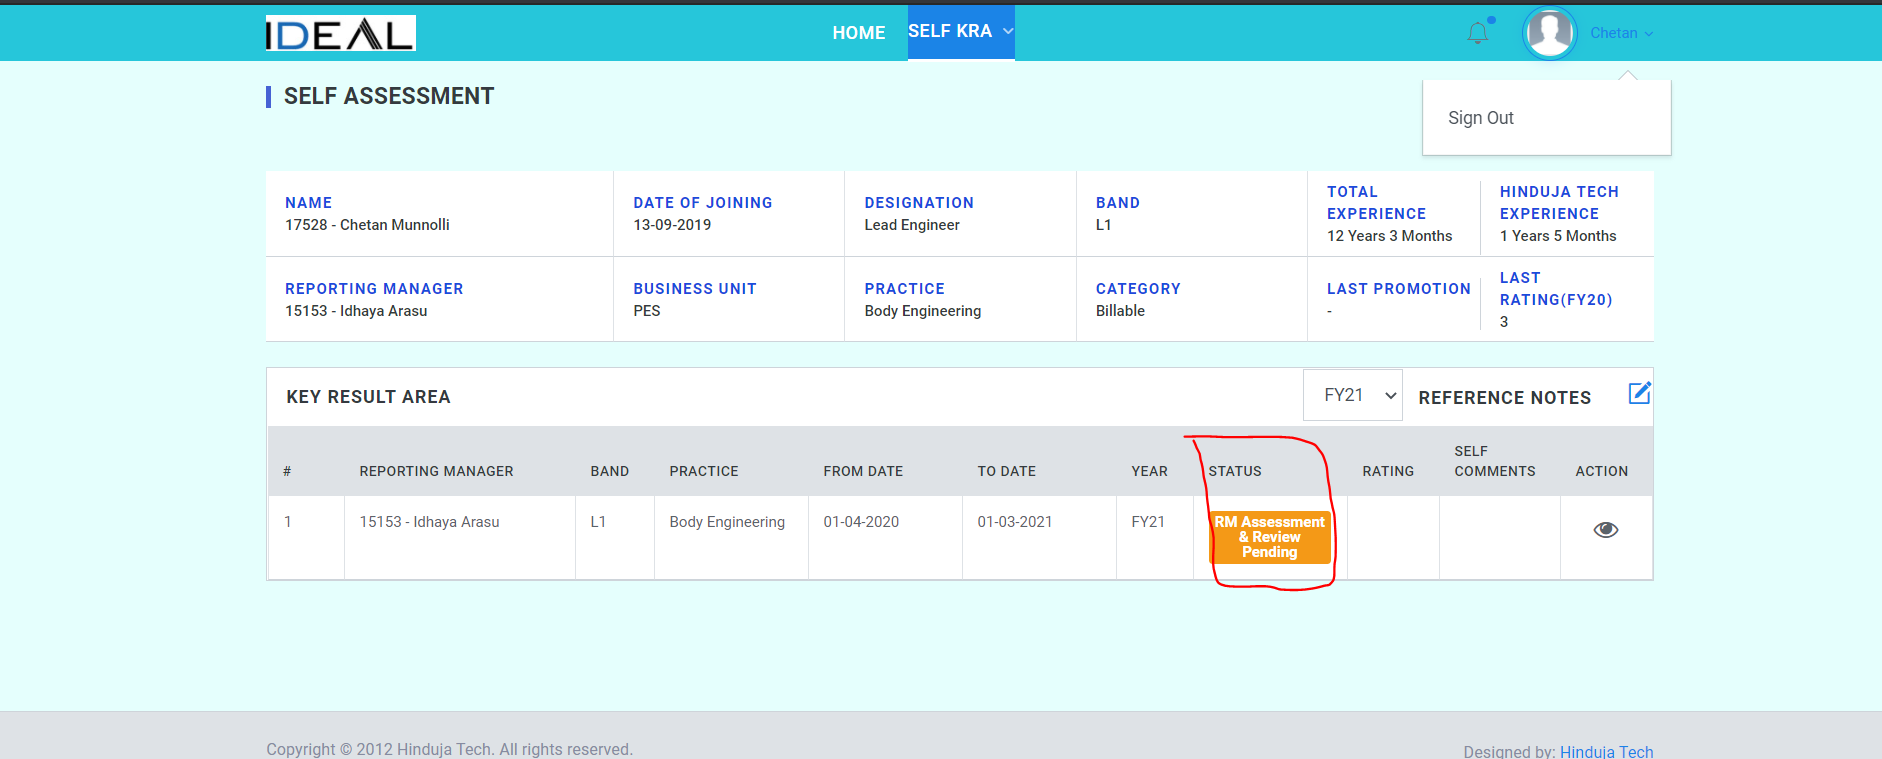 IDEAL
HOME
SELF KRA
Chetan
SELF ASSESSMENT
Sign Out
NAME
17528 - Chetan Munnolli
DATE OF JOINING
13-09-2019
DESIGNATION
Lead Engineer
BAND
L1
TOTAL
EXPERIENCE
12 Years 3 Months
HINDUJA TECH
EXPERIENCE
1 Years 5 Months
REPORTING MANAGER
15153 - Idhaya Arasu
BUSINESS UNIT
PES
PRACTICE
Body Engineering
CATEGORY
Billable
LAST PROMOTION
-
LAST
RATING(FY20)
3
KEY RESULT AREA
FY21
REFERENCE NOTES
# REPORTING MANAGER BAND PRACTICE FROM DATE TO DATE YEAR STATUS RATING SELF COMMENTS ACTION
1 15153 - Idhaya Arasu L1 Body Engineering 01-04-2020 01-03-2021 FY21
RM Assessment
& Review
Pending
Copyright © 2012 Hinduja Tech. All rights reserved.
Designed by: Hinduja Tech